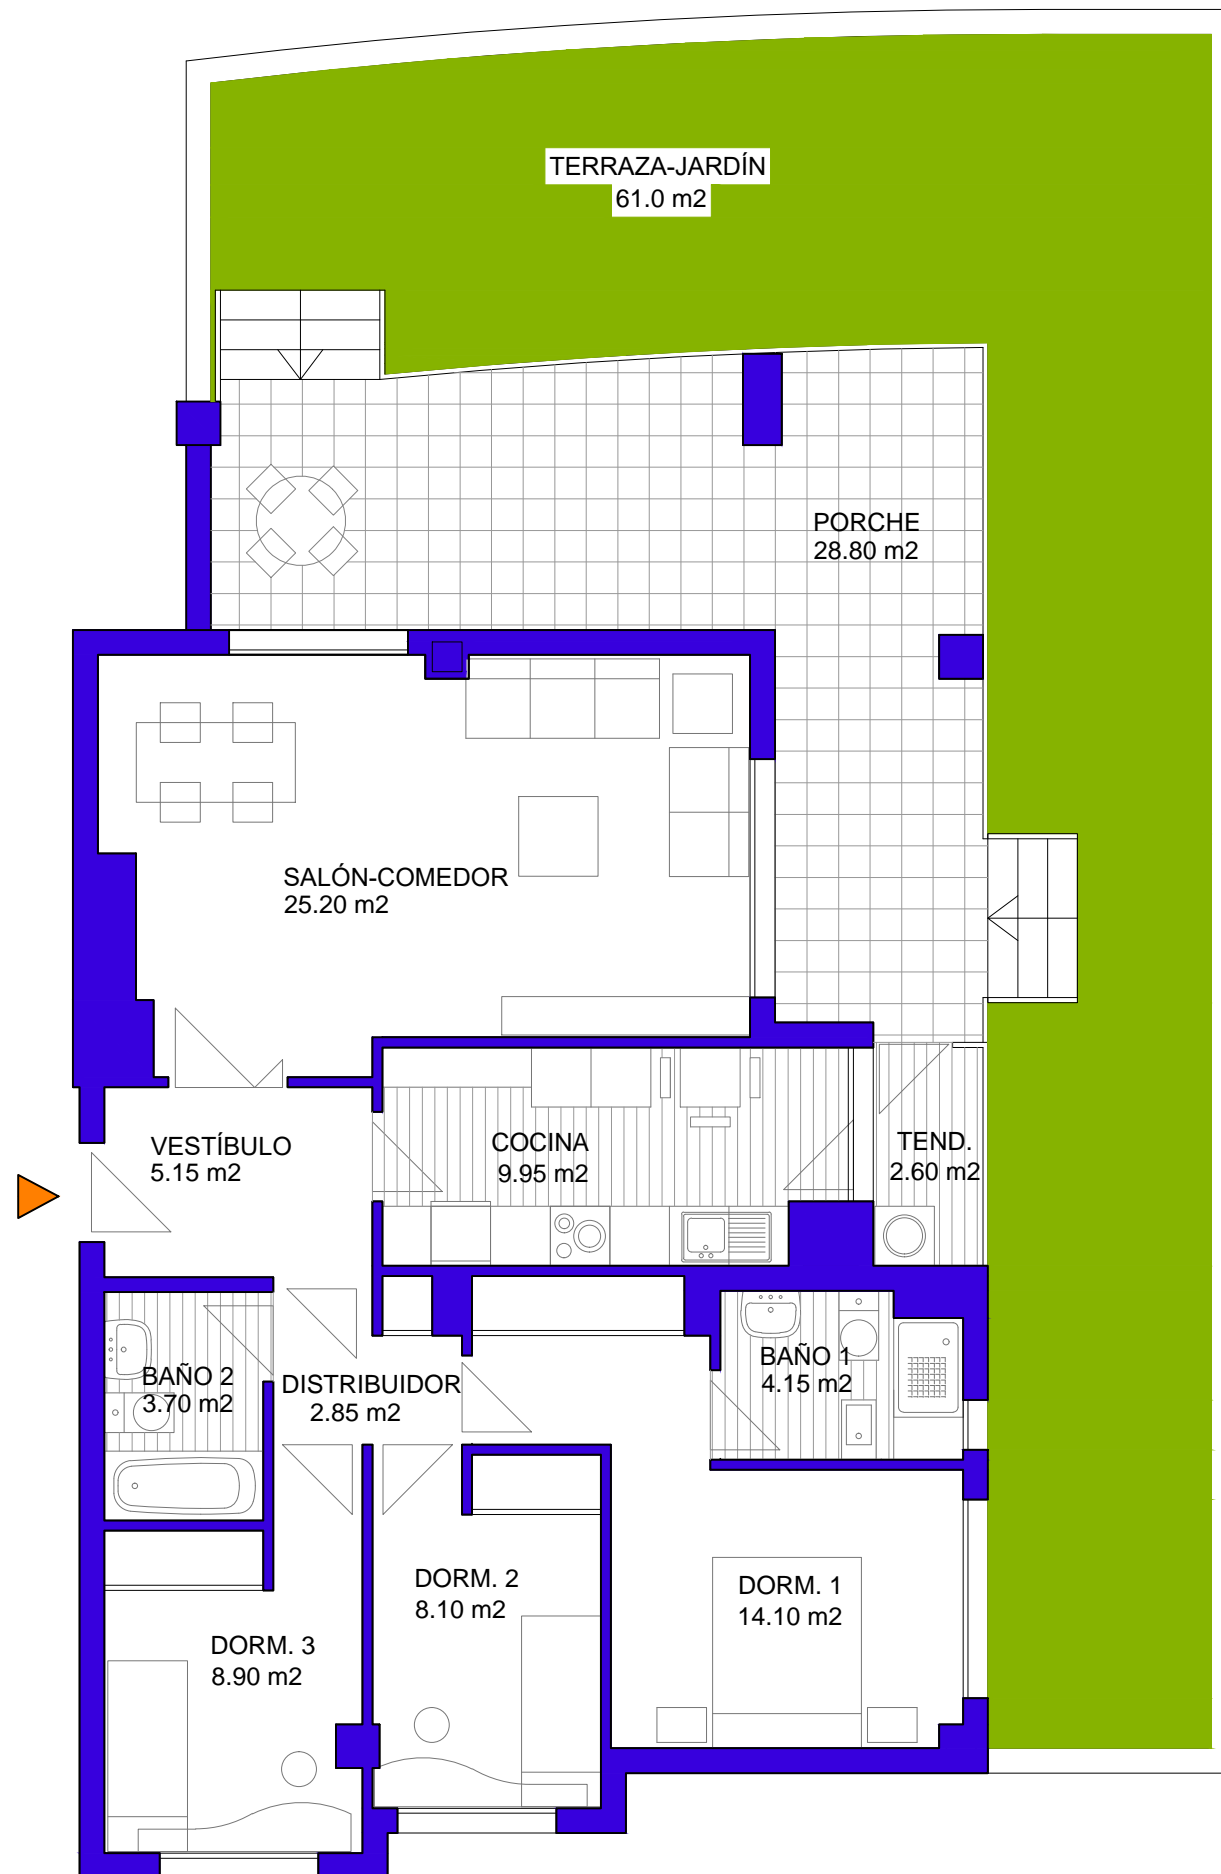 TERRAZA-JARDÍN
61.0 m2
PORCHE
28.80 m2
SALÓN-COMEDOR
25.20 m2
VESTÍBULO
5.15 m2
COCINA
9.95 m2
TEND.
2.60 m2
BAÑO 2
3.70 m2
DISTRIBUIDOR
2.85 m2
BAÑO 1
4.15 m2
DORM. 2
8.10 m2
DORM. 1
14.10 m2
DORM. 3
8.90 m2